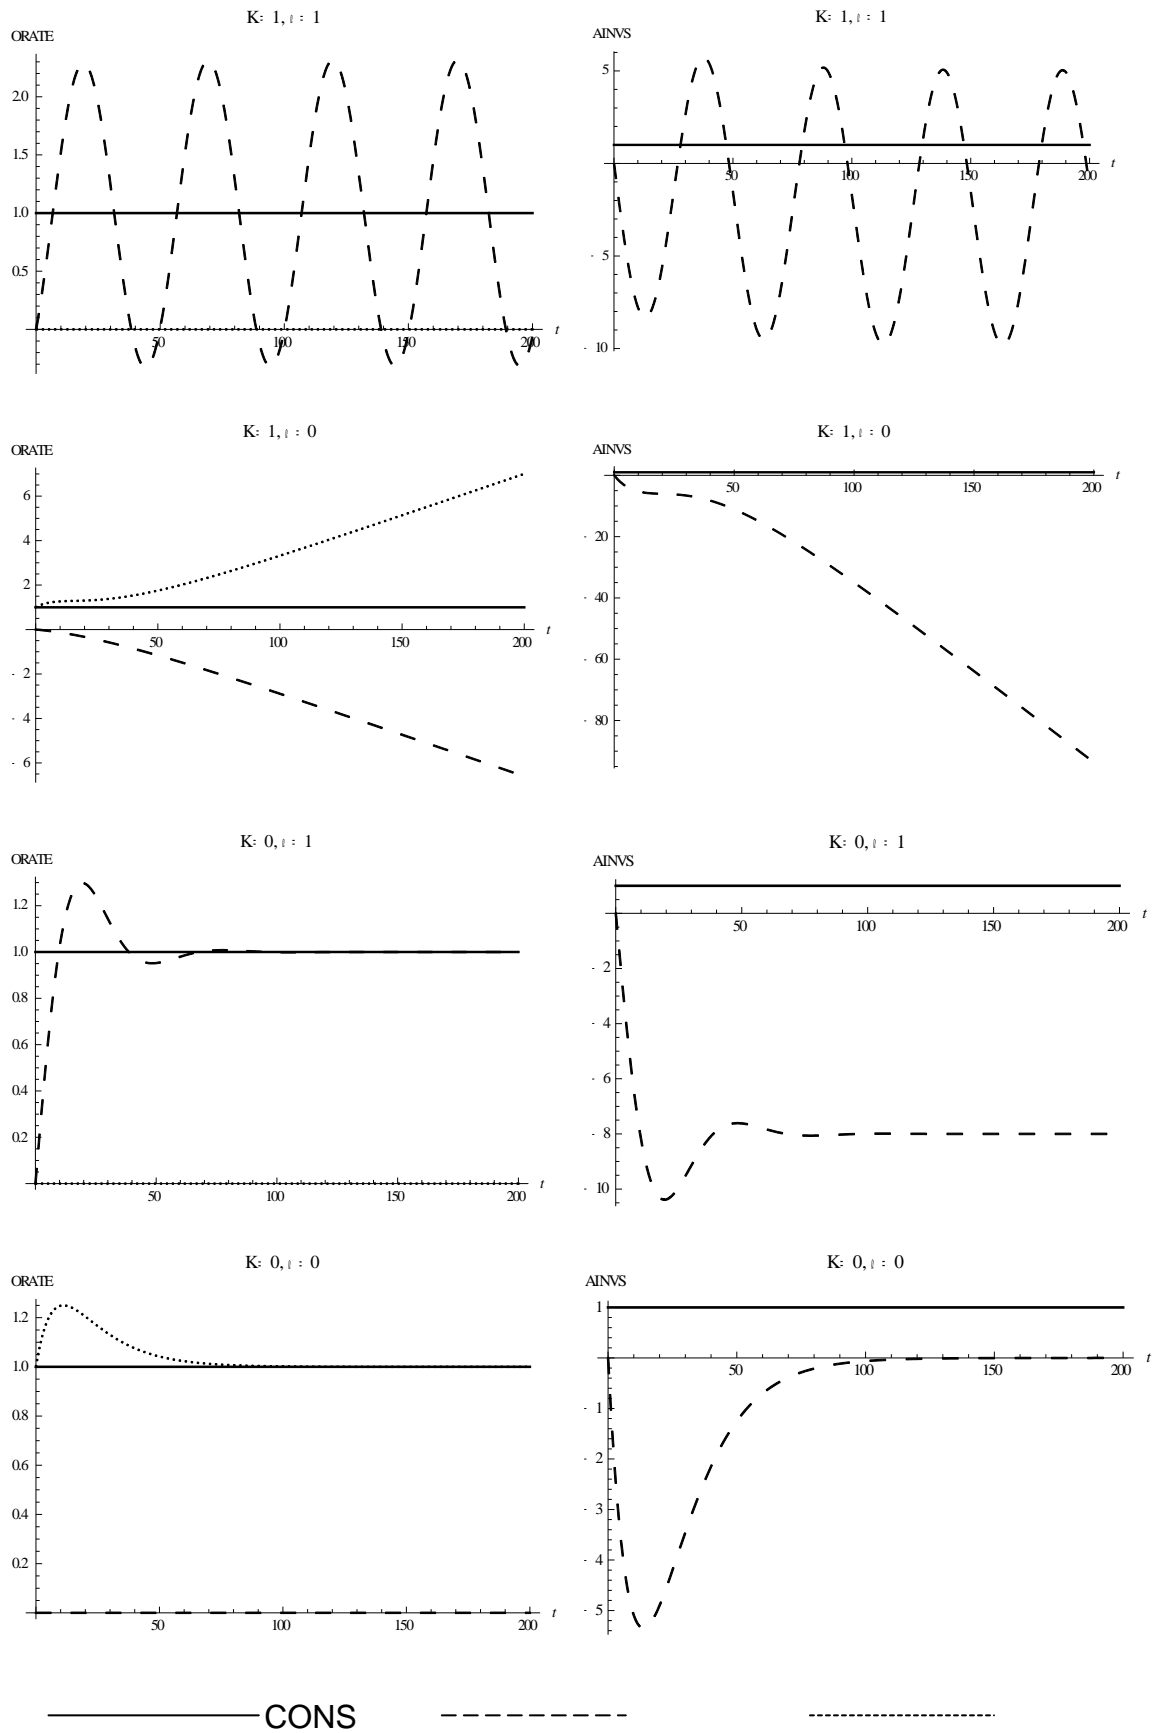 K= 1, ℓ = 1
ORATE
2.0
1.5
1.0
0.5
50 100 150 200 t
K= 1, ℓ = 1
AINVS
5
50 100 150 200 t
- 5
- 10
K= 1, ℓ = 0
ORATE
6
4
2
50 100 150 200 t
- 2
- 4
- 6
K= 1, ℓ = 0
AINVS
50 100 150 200 t
- 20
- 40
- 60
- 80
K= 0, ℓ = 1
ORATE
1.2
1.0
0.8
0.6
0.4
0.2
50 100 150 200 t
K= 0, ℓ = 1
AINVS
50 100 150 200 t
- 2
- 4
- 6
- 8
- 10
K= 0, ℓ = 0
ORATE
1.2
1.0
0.8
0.6
0.4
0.2
50 100 150 200 t
K= 0, ℓ = 0
AINVS
1
50 100 150 200 t
- 1
- 2
- 3
- 4
- 5
CONS